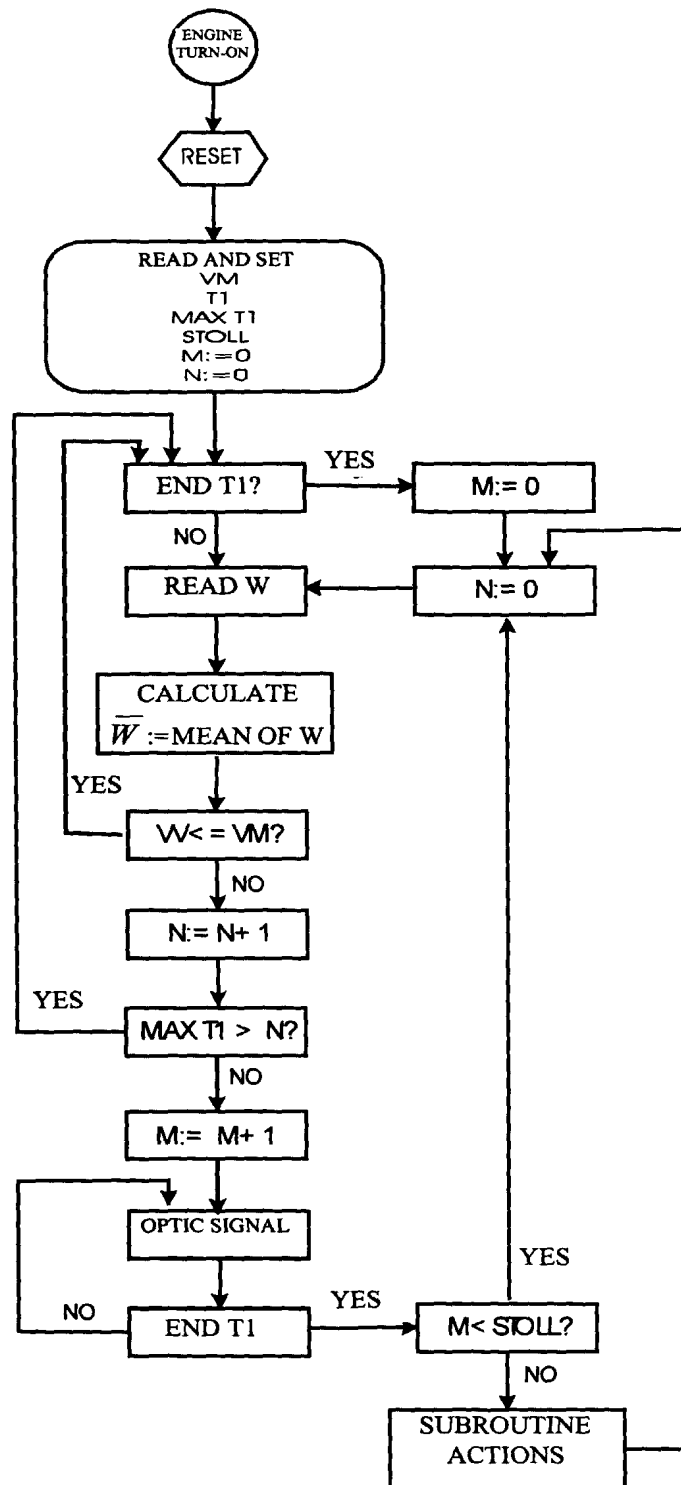 ENGINE
TURN-ON
RESET
READ AND SET
VM
T1
MAX T1
STOLL
M:=0
N:=0
END T1?
YES
M:= 0
NO
READ W
N:= 0
CALCULATE
W̅ :=MEAN OF W
YES
W<= VM?
NO
N:= N+ 1
YES
MAX T1 > N?
NO
M:= M+ 1
OPTIC SIGNAL
YES
NO
END T1
YES
M< STOLL?
NO
SUBROUTINE
ACTIONS